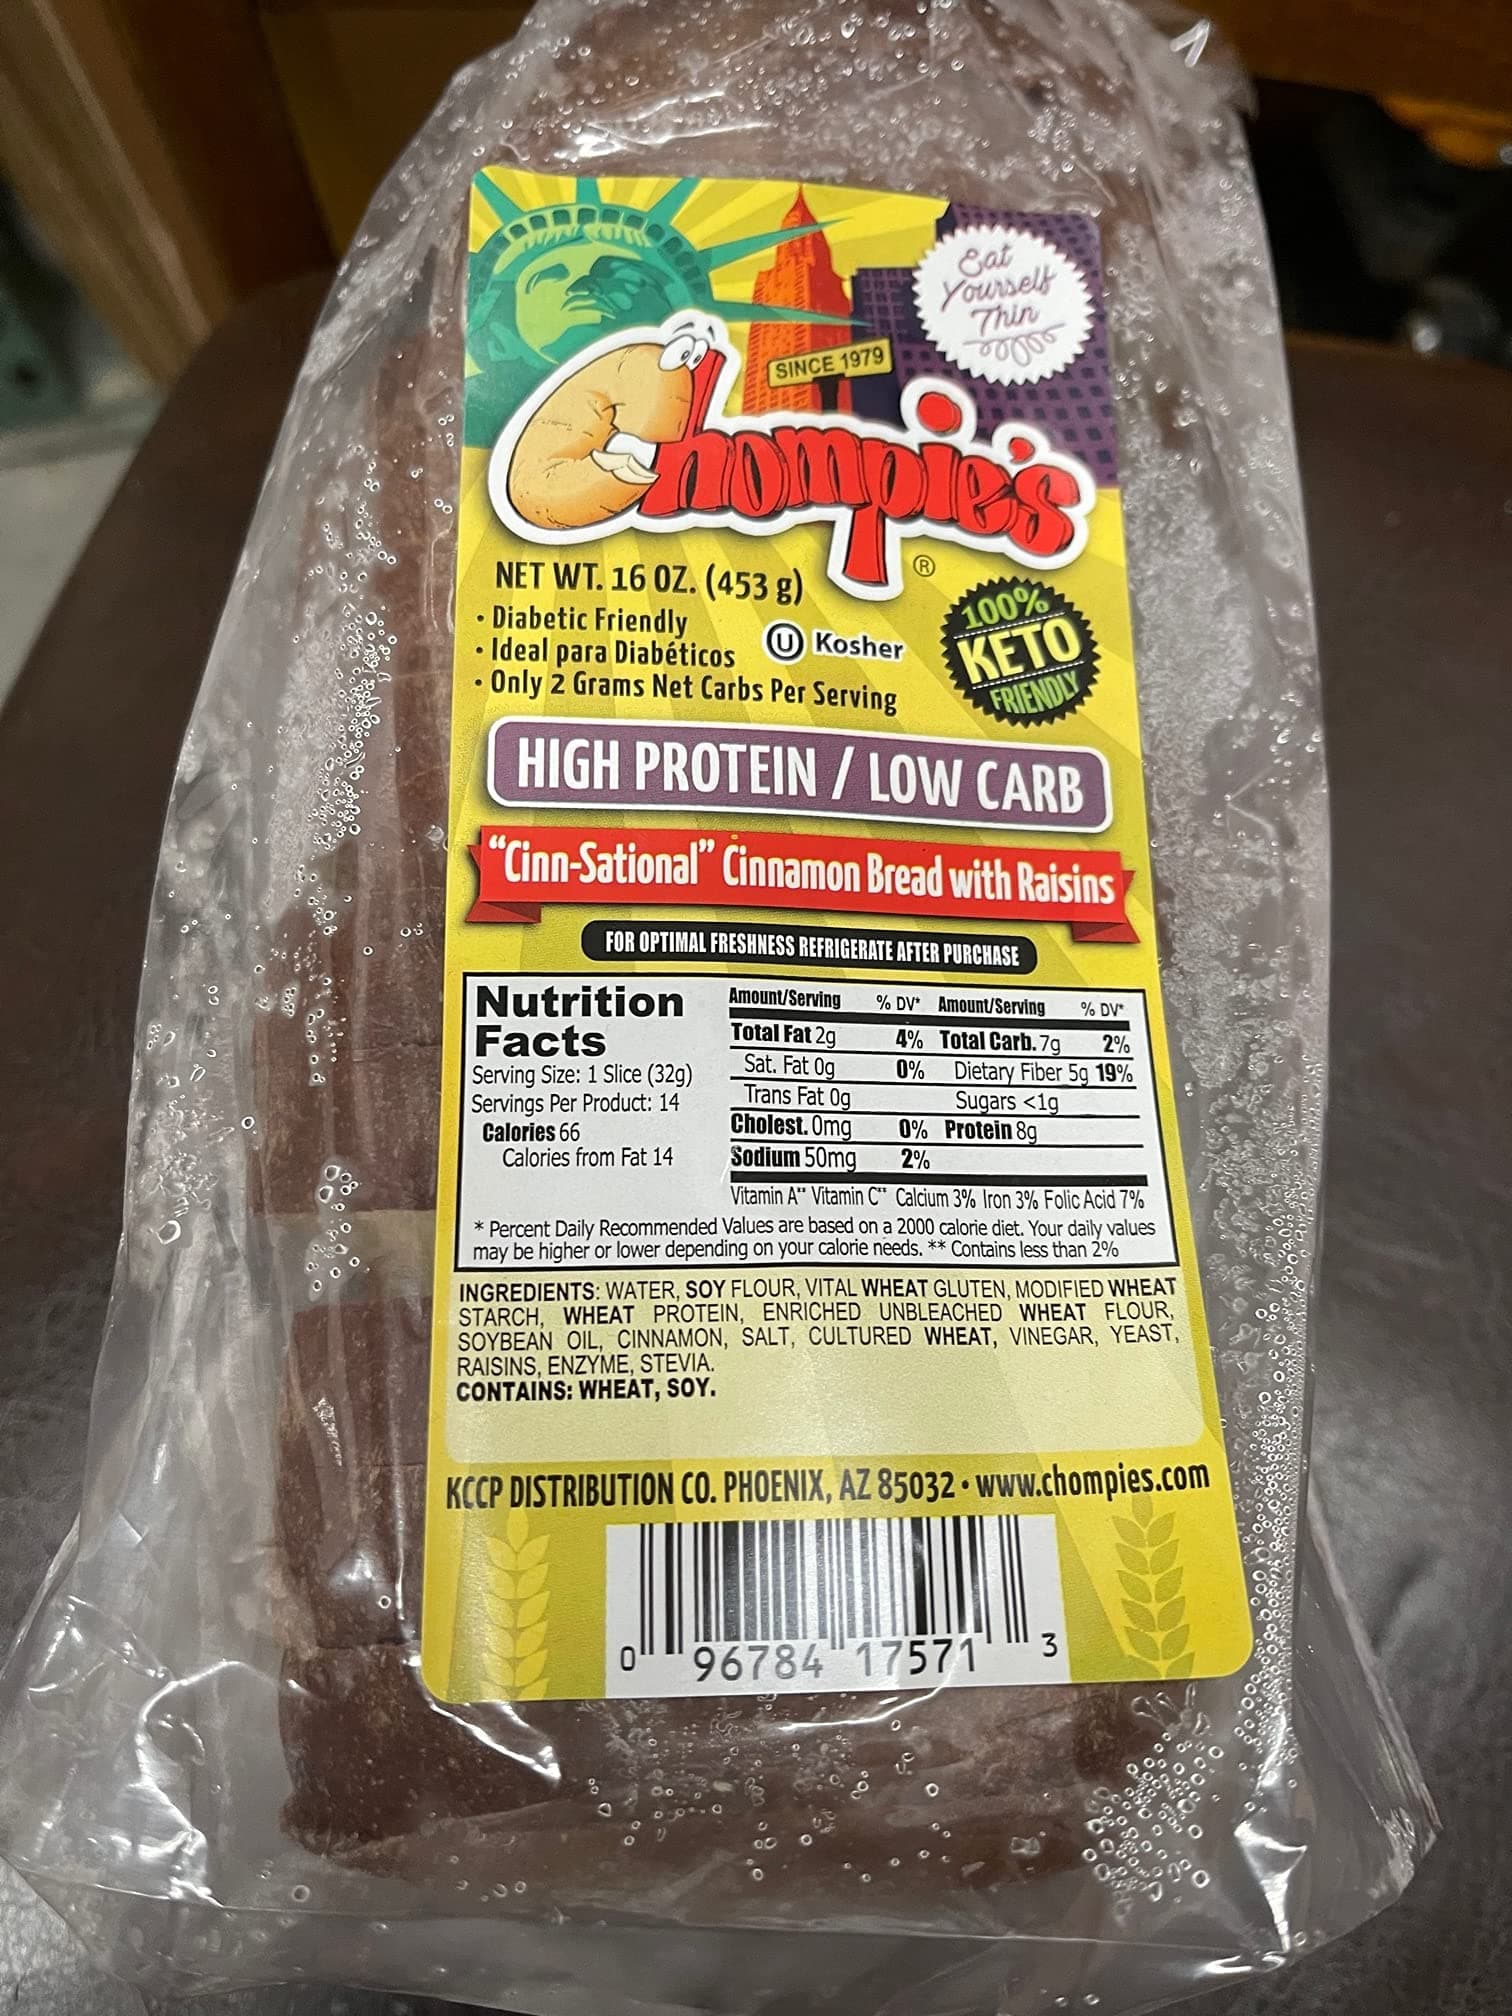 Eat
Yourself
Thin
SINCE 1979
Chompie's®
NET WT. 16 OZ. (453 g)
• Diabetic Friendly
• Ideal para Diabéticos
Ⓤ Kosher
• Only 2 Grams Net Carbs Per Serving
100%
KETO
FRIENDLY
HIGH PROTEIN / LOW CARB
"Cinn-Sational" Cinnamon Bread with Raisins
FOR OPTIMAL FRESHNESS REFRIGERATE AFTER PURCHASE
Nutrition
Facts
Serving Size: 1 Slice (32g)
Servings Per Product: 14
Calories 66
Calories from Fat 14
Amount/Serving % DV* Amount/Serving % DV*
Total Fat 2g 4% Total Carb. 7g 2%
Sat. Fat 0g 0% Dietary Fiber 5g 19%
Trans Fat 0g Sugars <1g
Cholest. 0mg 0% Protein 8g
Sodium 50mg 2%
Vitamin A** Vitamin C** Calcium 3% Iron 3% Folic Acid 7%
* Percent Daily Recommended Values are based on a 2000 calorie diet. Your daily values
may be higher or lower depending on your calorie needs. ** Contains less than 2%
INGREDIENTS: WATER, SOY FLOUR, VITAL WHEAT GLUTEN, MODIFIED WHEAT
STARCH, WHEAT PROTEIN, ENRICHED UNBLEACHED WHEAT FLOUR,
SOYBEAN OIL, CINNAMON, SALT, CULTURED WHEAT, VINEGAR, YEAST,
RAISINS, ENZYME, STEVIA.
CONTAINS: WHEAT, SOY.
KCCP DISTRIBUTION CO. PHOENIX, AZ 85032 • www.chompies.com
0 96784 17571 3